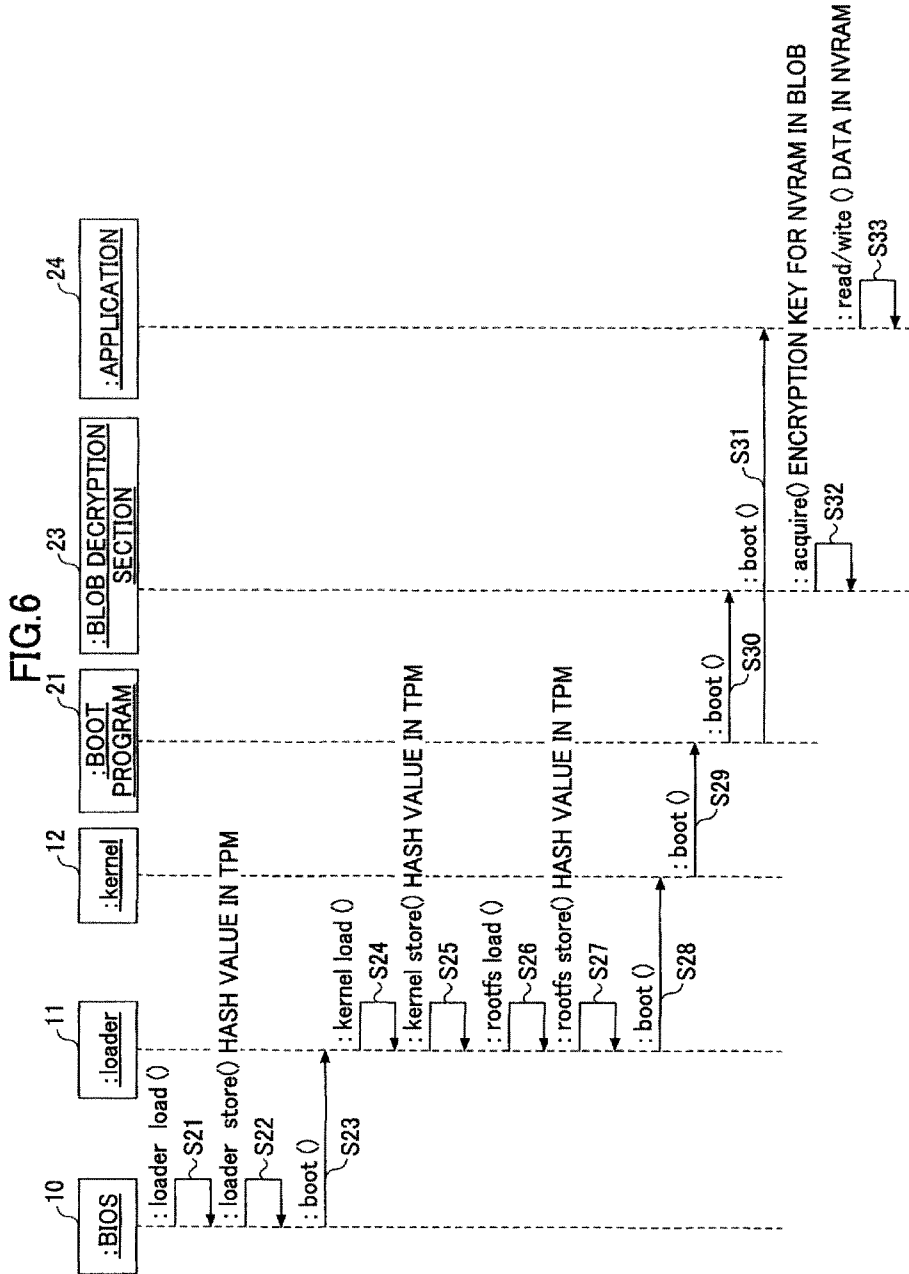 FIG.6
10
:BIOS
11
:loader
12
:kernel
21
:BOOT
PROGRAM
23
:BLOB DECRYPTION
SECTION
24
:APPLICATION
: loader load ()
S21
: loader store() HASH VALUE IN TPM
S22
: boot ()
S23
: kernel load ()
S24
: kernel store() HASH VALUE IN TPM
S25
: rootfs load ()
S26
: rootfs store() HASH VALUE IN TPM
S27
: boot ()
S28
: boot ()
S29
: boot ()
S30
: boot ()
S31
: acquire() ENCRYPTION KEY FOR NVRAM IN BLOB
S32
: read/wite () DATA IN NVRAM
S33